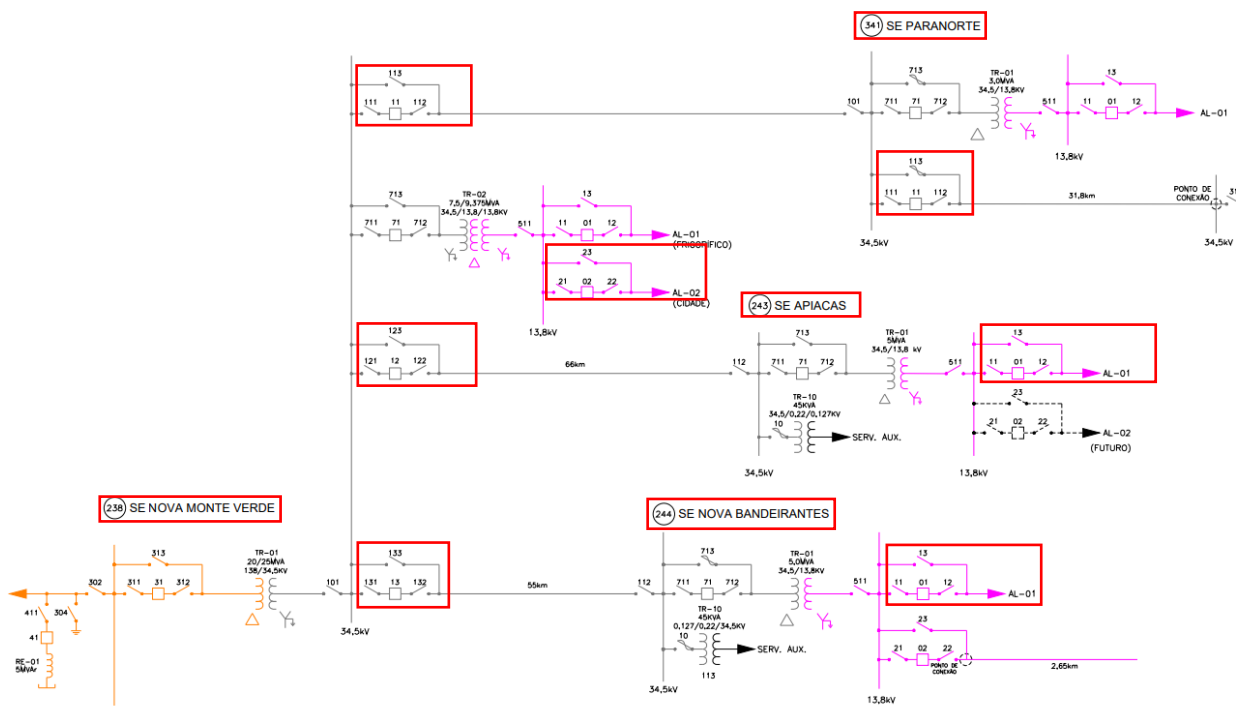 341 SE PARANORTE
113
111 11 112
101
713
711 71 712
TR-01
3,0MVA
34,5/13,8KV
511
13
11 01 12
AL-01
13.8kV
113
111 11 112
31,8km
PONTO DE
CONEXÃO
34,5kV
34,5kV
713
711 71 712
TR-02
7,5/9,375MVA
34,5/13,8/13,8KV
511
13
11 01 12
AL-01
(FRIGORÍFICO)
23
21 02 22
AL-02
(CIDADE)
13.8kV
243 SE APIACAS
123
121 12 122
66km
112
713
711 71 712
TR-01
5MVA
34,5/13,8 kV
511
13
11 01 12
AL-01
TR-10
45KVA
34,5/0,22/0,127KV
10
SERV. AUX.
23
21 02 22
AL-02
(FUTURO)
34,5kV
13,8kV
238 SE NOVA MONTE VERDE
244 SE NOVA BANDEIRANTES
302
313
311 31 312
TR-01
20/25MVA
138/34,5KV
101
133
131 13 132
55km
112
713
711 71 712
TR-01
5,0MVA
34,5/13,8KV
511
13
11 01 12
AL-01
411
304
41
RE-01
5MVAr
34,5kV
TR-10
45KVA
0,127/0,22/34,5KV
10
SERV. AUX.
113
23
21 02 22
PONTO DE
CONEXÃO
2,65km
34,5kV
13,8kV